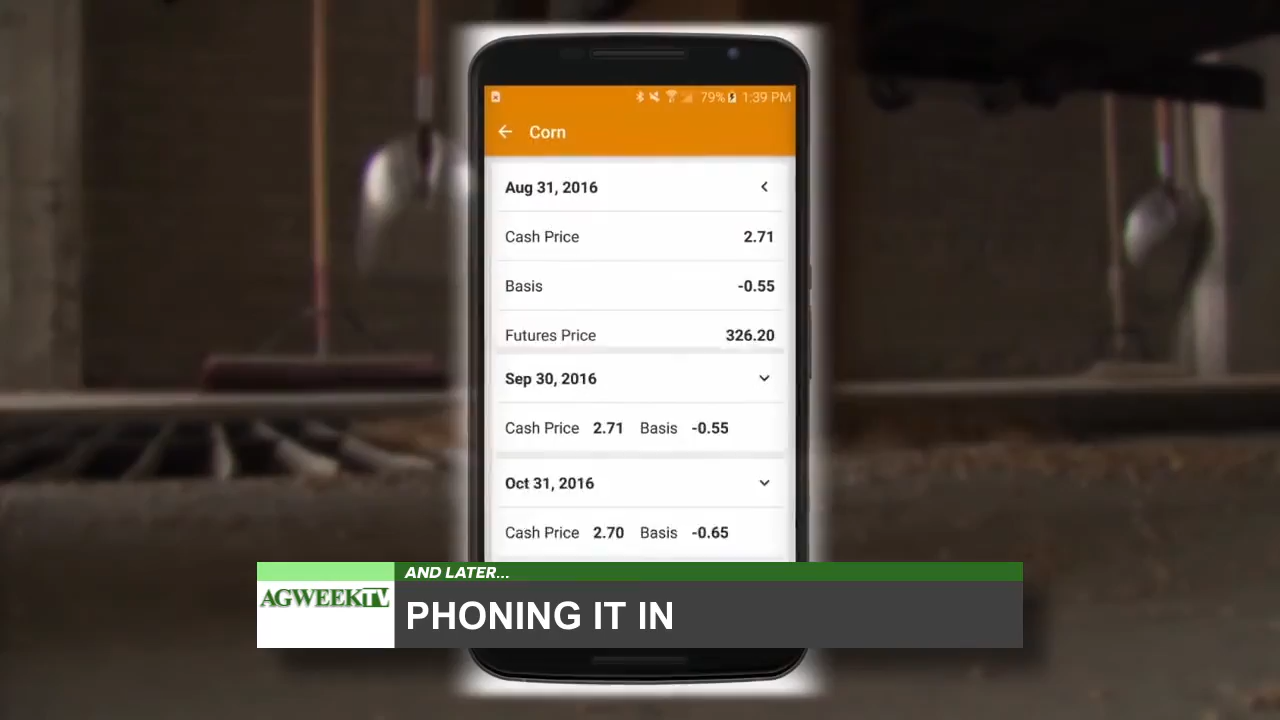 79% 1:39 PM
Corn
Aug 31, 2016
Cash Price 2.71
Basis -0.55
Futures Price 326.20
Sep 30, 2016
Cash Price 2.71 Basis -0.55
Oct 31, 2016
Cash Price 2.70 Basis -0.65
AND LATER...
AGWEEKTV
PHONING IT IN